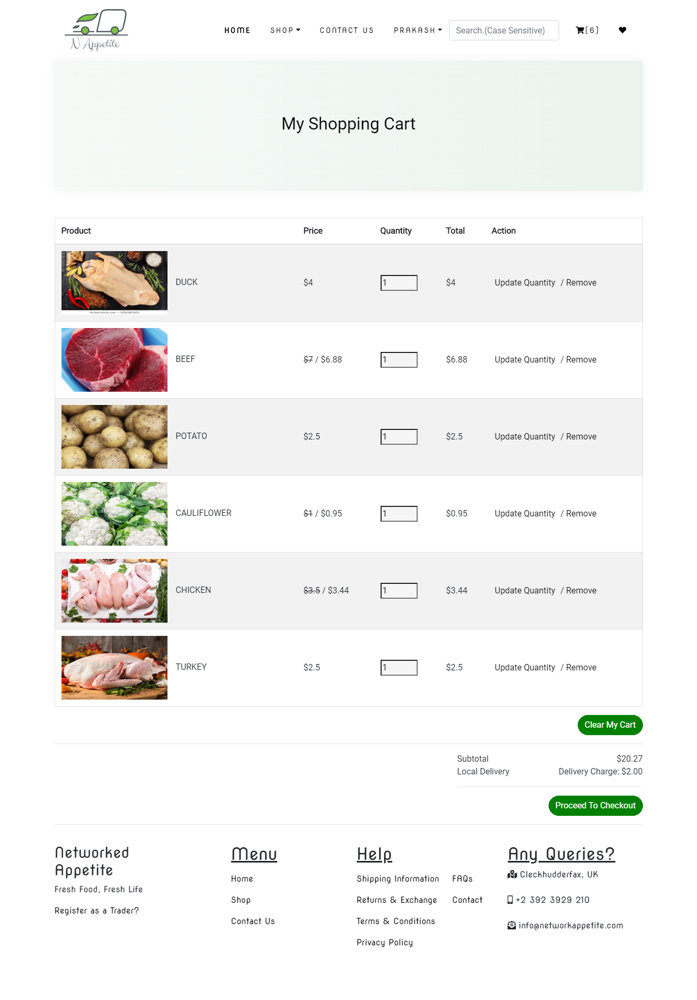 N Appetite
HOME SHOP CONTACT US PRAKASH Search.(Case Sensitive) [6]
My Shopping Cart
Product Price Quantity Total Action
shutterstock.com • 1056382403
DUCK $4 1 $4 Update Quantity / Remove
BEEF $7 / $6.88 1 $6.88 Update Quantity / Remove
POTATO $2.5 1 $2.5 Update Quantity / Remove
CAULIFLOWER $1 / $0.95 1 $0.95 Update Quantity / Remove
CHICKEN $3.5 / $3.44 1 $3.44 Update Quantity / Remove
TURKEY $2.5 1 $2.5 Update Quantity / Remove
Clear My Cart
Subtotal $20.27
Local Delivery Delivery Charge: $2.00
Proceed To Checkout
Networked
Appetite
Fresh Food, Fresh Life
Register as a Trader?
Menu
Home
Shop
Contact Us
Help
Shipping Information FAQs
Returns & Exchange Contact
Terms & Conditions
Privacy Policy
Any Queries?
Cleckhudderfax, UK
+2 392 3929 210
info@networkappetite.com